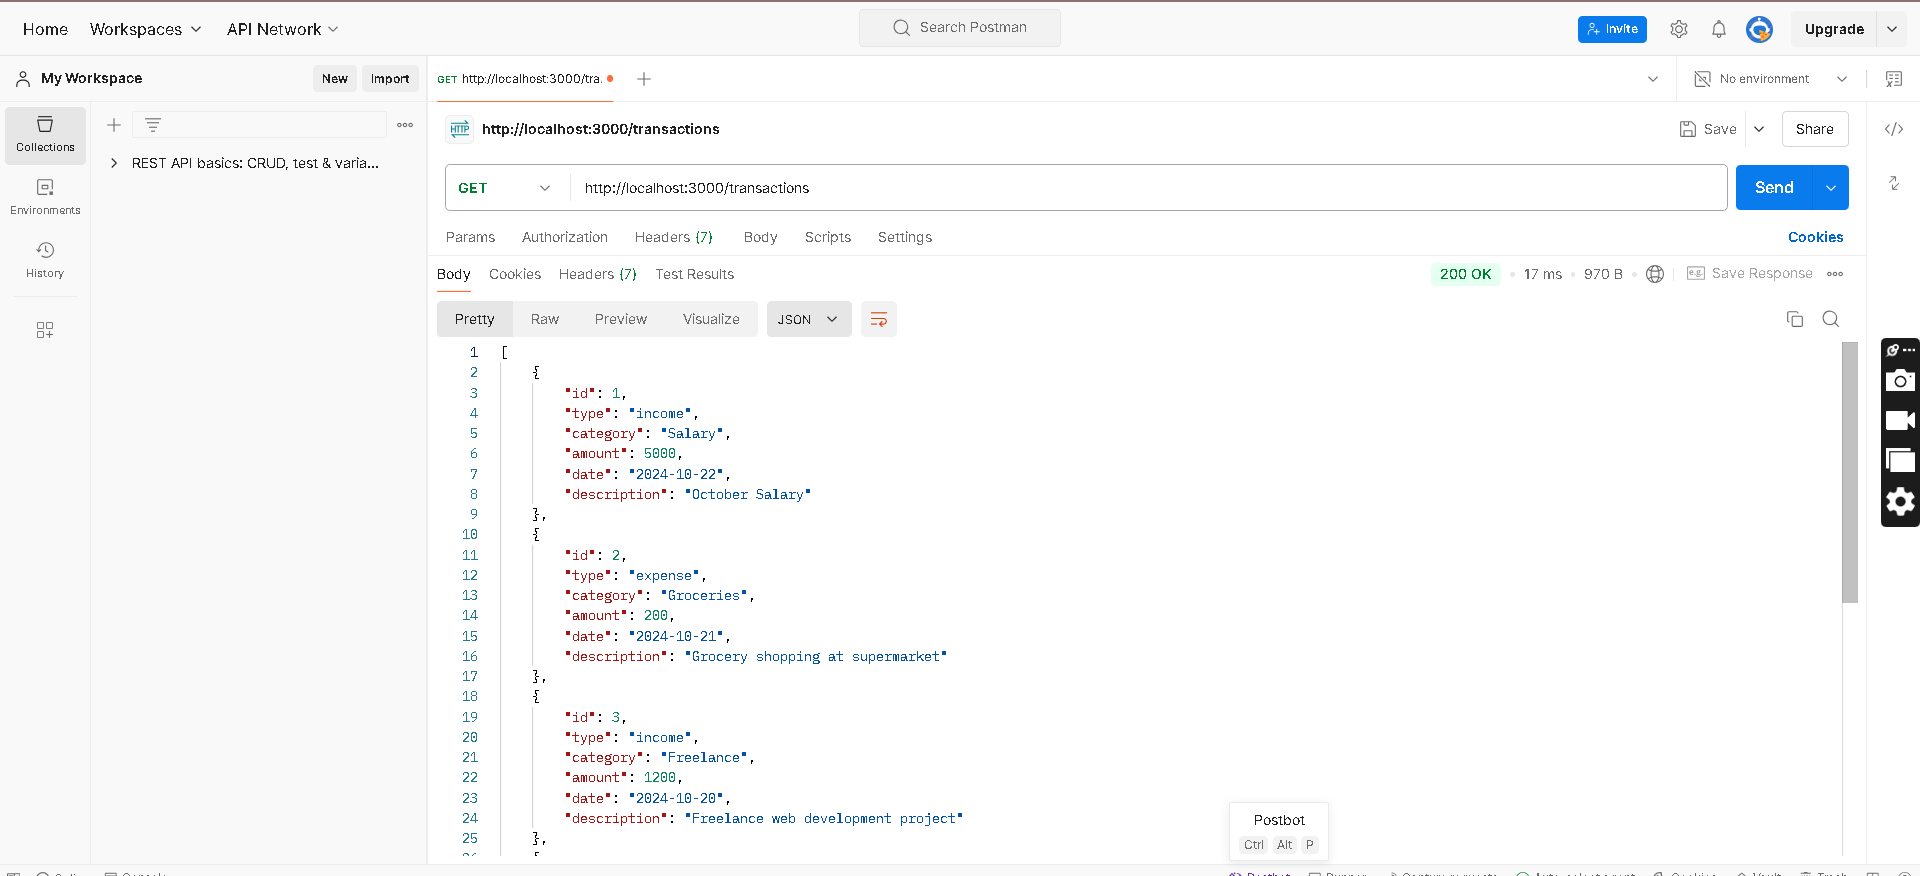 Home Workspaces API Network Search Postman Invite Upgrade
My Workspace New Import GET http://localhost:3000/tra. No environment
Collections
Environments
History
REST API basics: CRUD, test & varia...
HTTP http://localhost:3000/transactions Save Share
GET http://localhost:3000/transactions Send
Params Authorization Headers (7) Body Scripts Settings Cookies
Body Cookies Headers (7) Test Results 200 OK 17 ms 970 B e.g. Save Response
Pretty Raw Preview Visualize JSON
1 [
2 {
3 "id": 1,
4 "type": "income",
5 "category": "Salary",
6 "amount": 5000,
7 "date": "2024-10-22",
8 "description": "October Salary"
9 },
10 {
11 "id": 2,
12 "type": "expense",
13 "category": "Groceries",
14 "amount": 200,
15 "date": "2024-10-21",
16 "description": "Grocery shopping at supermarket"
17 },
18 {
19 "id": 3,
20 "type": "income",
21 "category": "Freelance",
22 "amount": 1200,
23 "date": "2024-10-20",
24 "description": "Freelance web development project"
25 },
Postbot
Ctrl Alt P